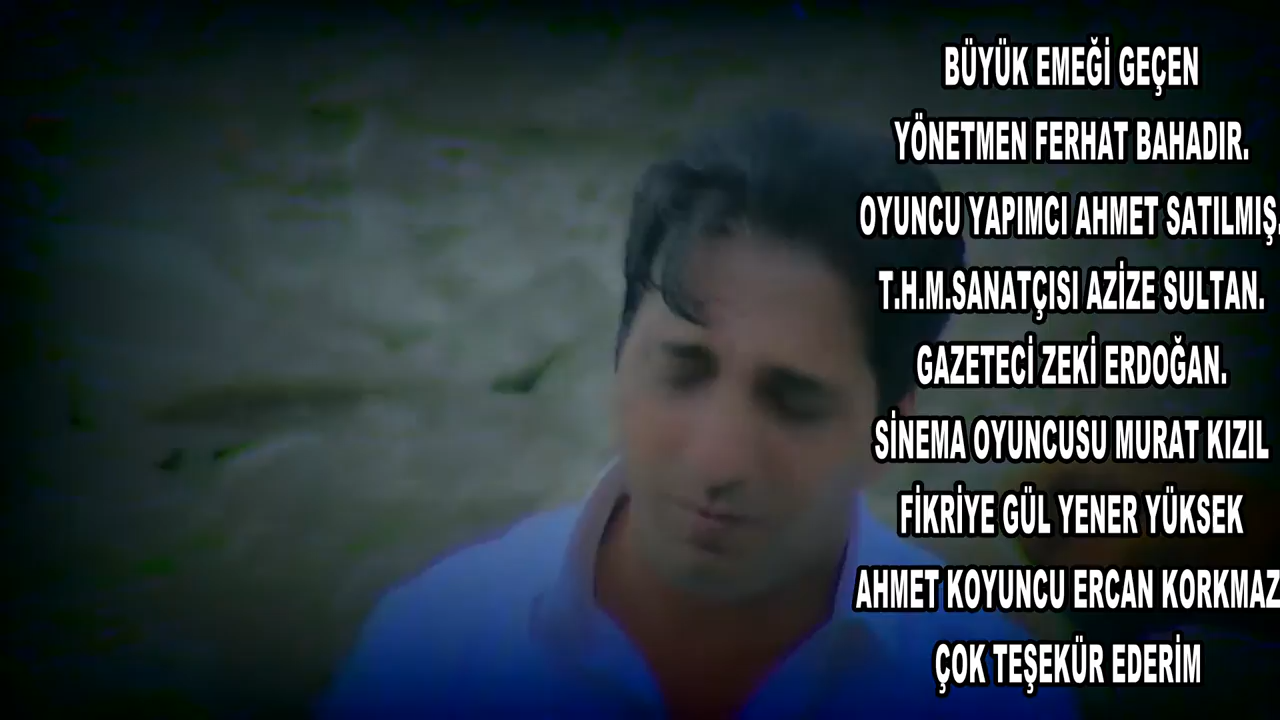 BÜYÜK EMEĞİ GEÇEN
YÖNETMEN FERHAT BAHADIR.
OYUNCU YAPIMCI AHMET SATILMIŞ.
T.H.M.SANATÇISI AZİZE SULTAN.
GAZETECİ ZEKİ ERDOĞAN.
SİNEMA OYUNCUSU MURAT KIZIL
FİKRİYE GÜL YENER YÜKSEK
AHMET KOYUNCU ERCAN KORKMAZ
ÇOK TEŞEKÜR EDERİM